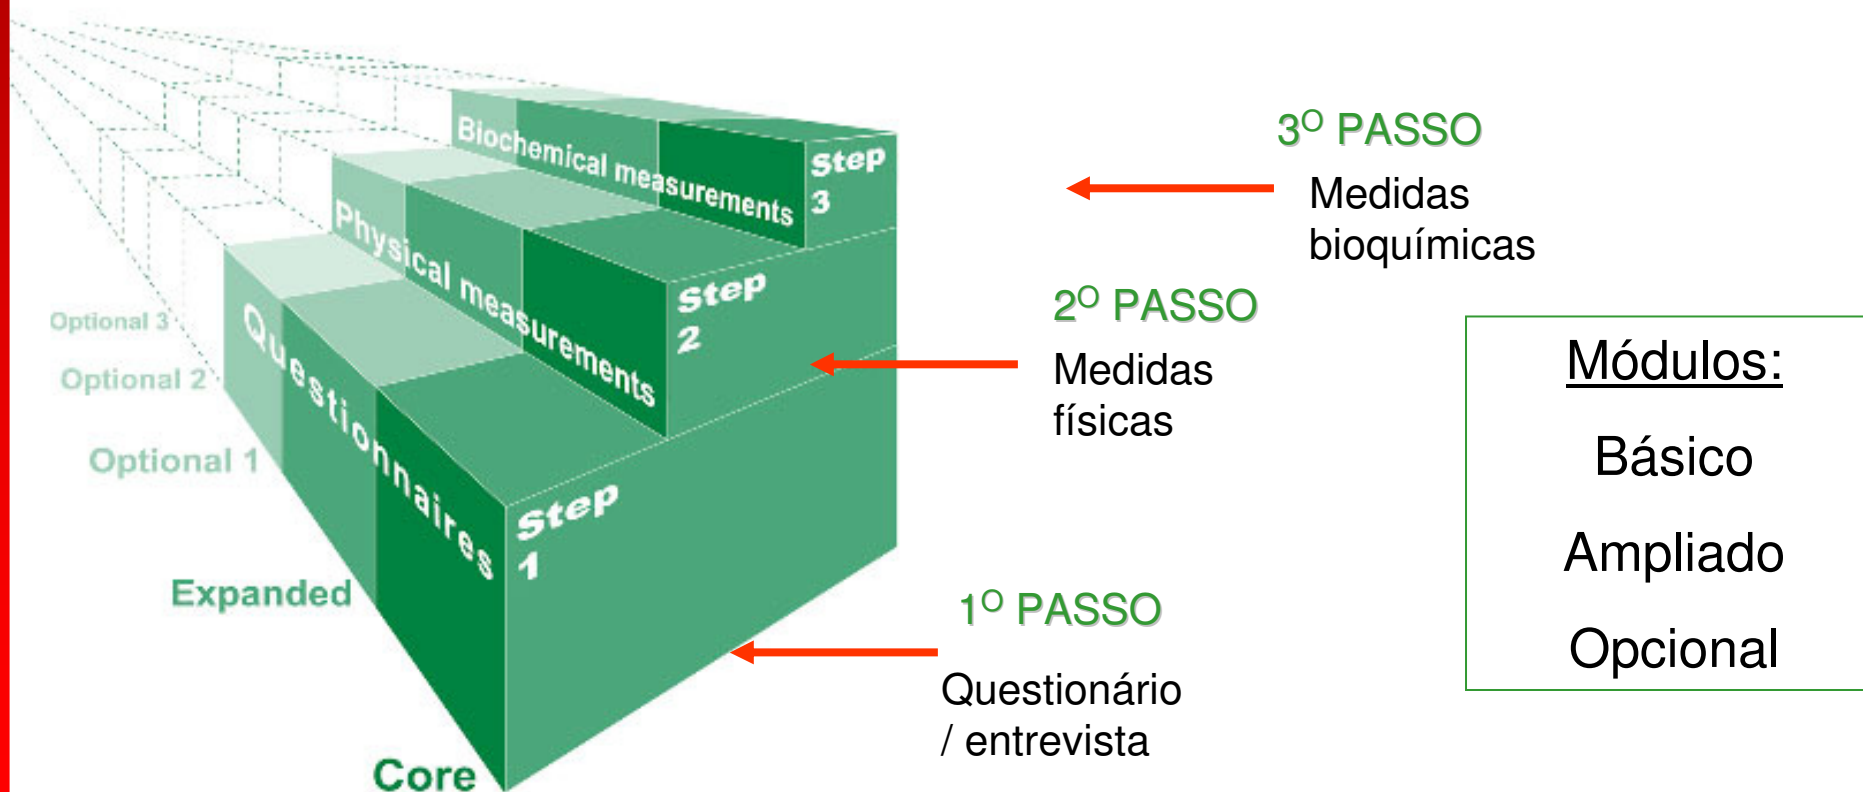 Biochemical measurements
Step
3
Physical measurements
Step
2
Questionnaires
Step
1
Optional 3
Optional 2
Optional 1
Expanded
Core
3º PASSO
Medidas
bioquímicas
2º PASSO
Medidas
físicas
1º PASSO
Questionário
/ entrevista
Módulos:
Básico
Ampliado
Opcional